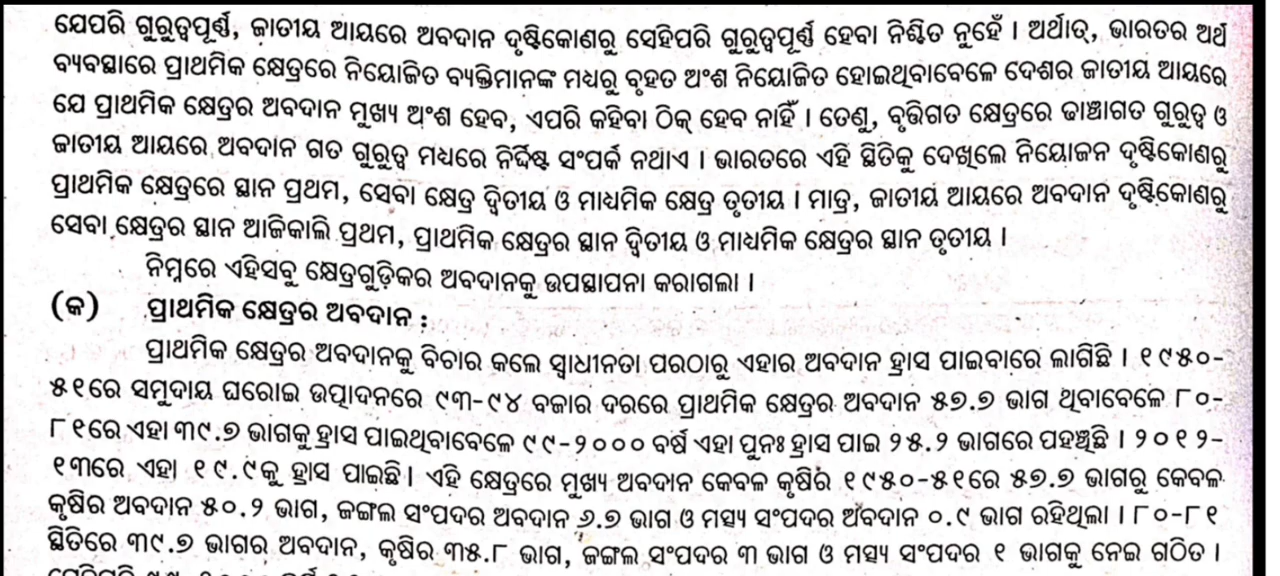 ଯେପରି ଗୁରୁତ୍ୱପୂର୍ଣ୍ଣ, ଜାତୀୟ ଆୟରେ ଅବଦାନ ଦୃଷ୍ଟିକୋଣରୁ ସେହିପରି ଗୁରୁତ୍ୱପୂର୍ଣ୍ଣ ହେବା ନିଶ୍ଚିତ ନୁହେଁ । ଅର୍ଥାତ୍, ଭାରତର ଅର୍ଥ
ବ୍ୟବସ୍ଥାରେ ପ୍ରାଥମିକ କ୍ଷେତ୍ରରେ ନିୟୋଜିତ ବ୍ୟକ୍ତିମାନଙ୍କ ମଧ୍ୟରୁ ବୃହତ ଅଂଶ ନିୟୋଜିତ ହୋଇଥିବାବେଳେ ଦେଶର ଜାତୀୟ ଆୟରେ
ଯେ ପ୍ରାଥମିକ କ୍ଷେତ୍ରର ଅବଦାନ ମୁଖ୍ୟ ଅଂଶ ହେବ, ଏପରି କହିବା ଠିକ୍ ହେବ ନାହିଁ । ତେଣୁ, ବୃତ୍ତିଗତ କ୍ଷେତ୍ରରେ ଢାଞ୍ଚାଗତ ଗୁରୁତ୍ୱ ଓ
ଜାତୀୟ ଆୟରେ ଅବଦାନ ଗତ ଗୁରୁତ୍ୱ ମଧ୍ୟରେ ନିର୍ଦ୍ଦିଷ୍ଟ ସଂପର୍କ ନଥାଏ । ଭାରତରେ ଏହି ସ୍ଥିତିକୁ ଦେଖିଲେ ନିୟୋଜନ ଦୃଷ୍ଟିକୋଣରୁ
ପ୍ରାଥମିକ କ୍ଷେତ୍ରରେ ସ୍ଥାନ ପ୍ରଥମ, ସେବା କ୍ଷେତ୍ର ଦ୍ୱିତୀୟ ଓ ମାଧ୍ୟମିକ କ୍ଷେତ୍ର ତୃତୀୟ । ମାତ୍ର, ଜାତୀୟ ଆୟରେ ଅବଦାନ ଦୃଷ୍ଟିକୋଣରୁ
ସେବା କ୍ଷେତ୍ରର ସ୍ଥାନ ଆଜିକାଲି ପ୍ରଥମ, ପ୍ରାଥମିକ କ୍ଷେତ୍ରର ସ୍ଥାନ ଦ୍ୱିତୀୟ ଓ ମାଧ୍ୟମିକ କ୍ଷେତ୍ରର ସ୍ଥାନ ତୃତୀୟ ।
ନିମ୍ନରେ ଏହିସବୁ କ୍ଷେତ୍ରଗୁଡ଼ିକର ଅବଦାନକୁ ଉପସ୍ଥାପନା କରାଗଲା ।
(କ) ପ୍ରାଥମିକ କ୍ଷେତ୍ରର ଅବଦାନ :
ପ୍ରାଥମିକ କ୍ଷେତ୍ରର ଅବଦାନକୁ ବିଚାର କଲେ ସ୍ୱାଧୀନତା ପରଠାରୁ ଏହାର ଅବଦାନ ହ୍ରାସ ପାଇବାରେ ଲାଗିଛି । ୧୯୫୦-
୫୧ରେ ସମୁଦାୟ ଘରୋଇ ଉତ୍ପାଦନରେ ୯୩-୯୪ ବଜାର ଦରରେ ପ୍ରାଥମିକ କ୍ଷେତ୍ରର ଅବଦାନ ୫୭.୭ ଭାଗ ଥିବାବେଳେ ୮୦-
୮୧ରେ ଏହା ୩୯.୭ ଭାଗକୁ ହ୍ରାସ ପାଇଥିବାବେଳେ ୯୯-୨୦୦୦ ବର୍ଷ ଏହା ପୁନଃ ହ୍ରାସ ପାଇ ୨୫.୨ ଭାଗରେ ପହଞ୍ଚିଛି । ୨୦୧୨-
୧୩ରେ ଏହା ୧୯.୯କୁ ହ୍ରାସ ପାଇଛି । ଏହି କ୍ଷେତ୍ରରେ ମୁଖ୍ୟ ଅବଦାନ କେବଳ କୃଷିର ୧୯୫୦-୫୧ରେ ୫୭.୭ ଭାଗରୁ କେବଳ
କୃଷିର ଅବଦାନ ୫୦.୨ ଭାଗ, ଜଙ୍ଗଲ ସଂପଦର ଅବଦାନ ୬.୭ ଭାଗ ଓ ମତ୍ସ୍ୟ ସଂପଦର ଅବଦାନ ୦.୯ ଭାଗ ରହିଥିଲା । ୮୦-୮୧
ସ୍ଥିତିରେ ୩୯.୭ ଭାଗର ଅବଦାନ, କୃଷିର ୩୫.୮ ଭାଗ, ଜଙ୍ଗଲ ସଂପଦର ୩ ଭାଗ ଓ ମତ୍ସ୍ୟ ସଂପଦର ୧ ଭାଗକୁ ନେଇ ଗଠିତ ।